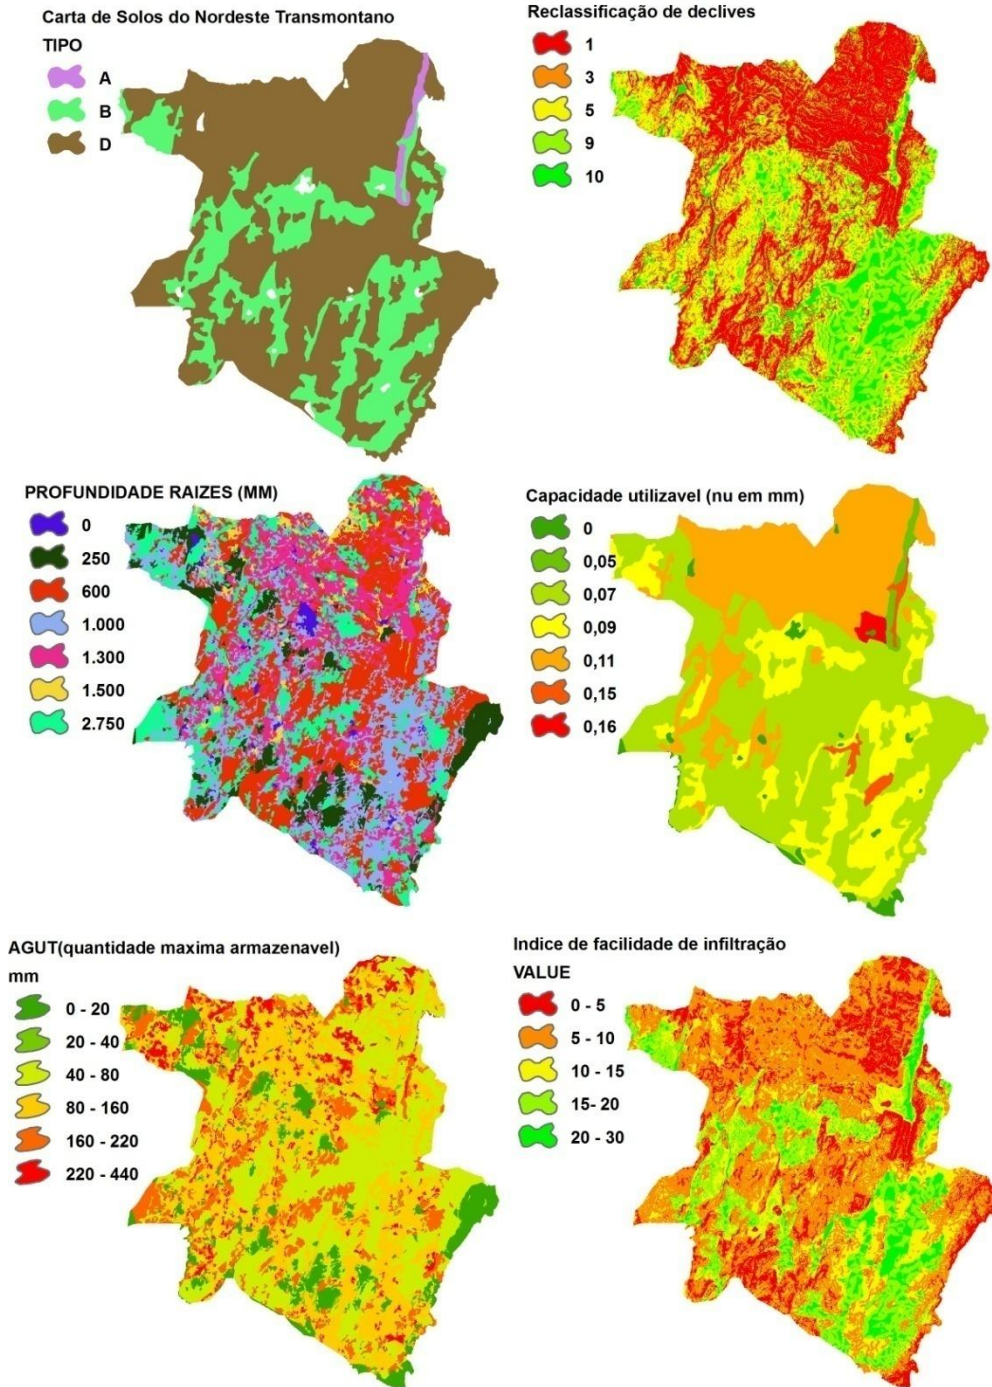 Carta de Solos do Nordeste Transmontano
TIPO
A
B
D
Reclassificação de declives
1
3
5
9
10
PROFUNDIDADE RAIZES (MM)
0
250
600
1.000
1.300
1.500
2.750
Capacidade utilizavel (nu em mm)
0
0,05
0,07
0,09
0,11
0,15
0,16
AGUT(quantidade maxima armazenavel)
mm
0 - 20
20 - 40
40 - 80
80 - 160
160 - 220
220 - 440
Indice de facilidade de infiltração
VALUE
0 - 5
5 - 10
10 - 15
15- 20
20 - 30